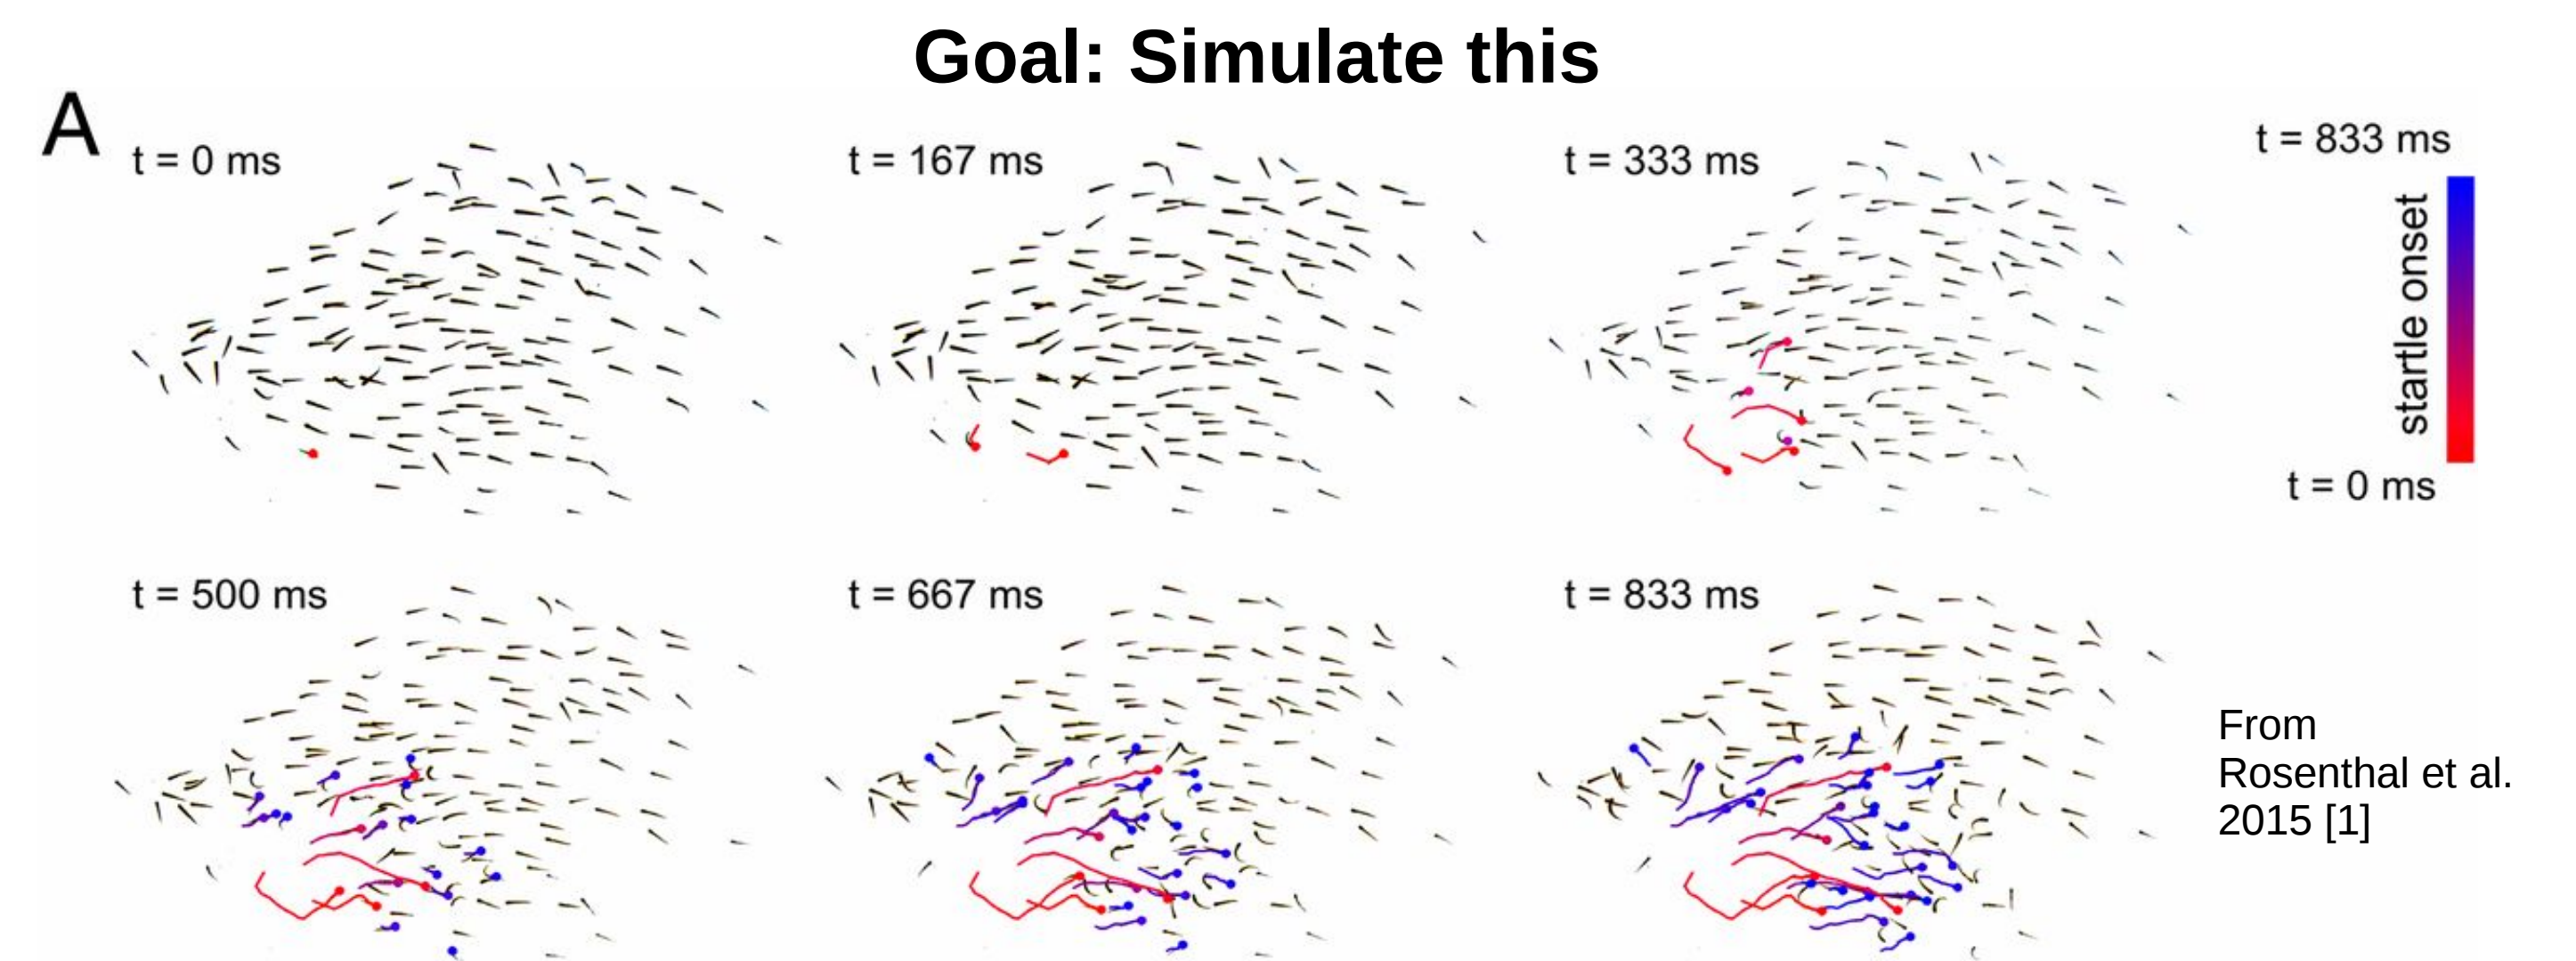 Goal: Simulate this
A
t = 0 ms
t = 167 ms
t = 333 ms
t = 833 ms
startle onset
t = 0 ms
t = 500 ms
t = 667 ms
t = 833 ms
From
Rosenthal et al.
2015 [1]